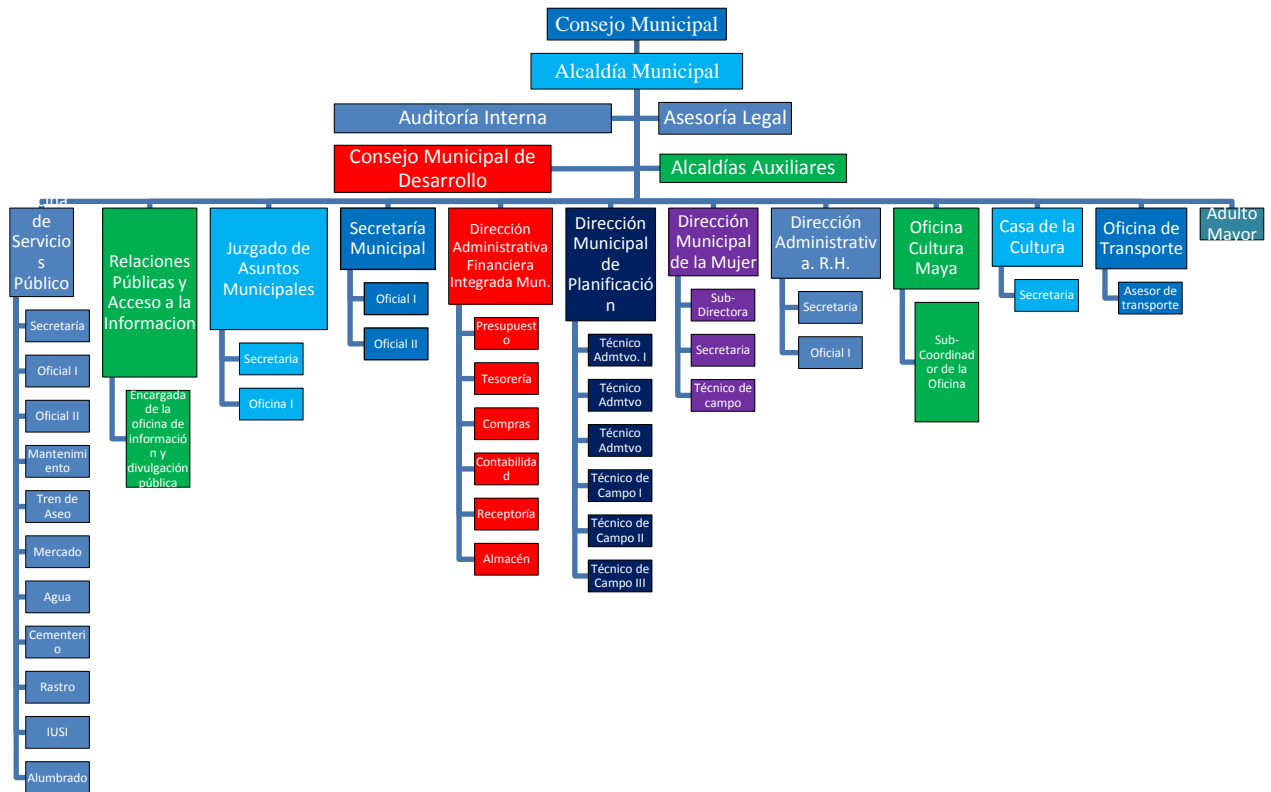 Consejo Municipal
Alcaldía Municipal
Auditoría Interna
Asesoría Legal
Consejo Municipal de
Desarrollo
Alcaldías Auxiliares
de
Servicio
s
Público
Secretaría
Oficial I
Oficial II
Mantenimi
ento
Tren de
Aseo
Mercado
Agua
Cementeri
o
Rastro
IUSI
Alumbrado
Relaciones
Públicas y
Acceso a la
Informacion
Encargada
de la
oficina de
informació
n y
divulgación
pública
Juzgado de
Asuntos
Municipales
Secretaria
Oficina I
Secretaría
Municipal
Oficial I
Oficial II
Dirección
Administrativa
Financiera
Integrada Mun.
Presupuest
o
Tesorería
Compras
Contabilida
d
Receptoría
Almacén
Dirección
Municipal
de
Planificació
n
Técnico
Admtvo. I
Técnico
Admtvo
Técnico
Admtvo
Técnico de
Campo I
Técnico de
Campo II
Técnico de
Campo III
Dirección
Municipal
de la Mujer
Sub-
Directora
Secretaria
Técnico de
campo
Dirección
Administrativ
a. R.H.
Secretaria
Oficial I
Oficina
Cultura
Maya
Sub-
Coordinad
or de la
Oficina
Casa de la
Cultura
Secretaria
Oficina de
Transporte
Asesor de
transporte
Adulto
Mayor